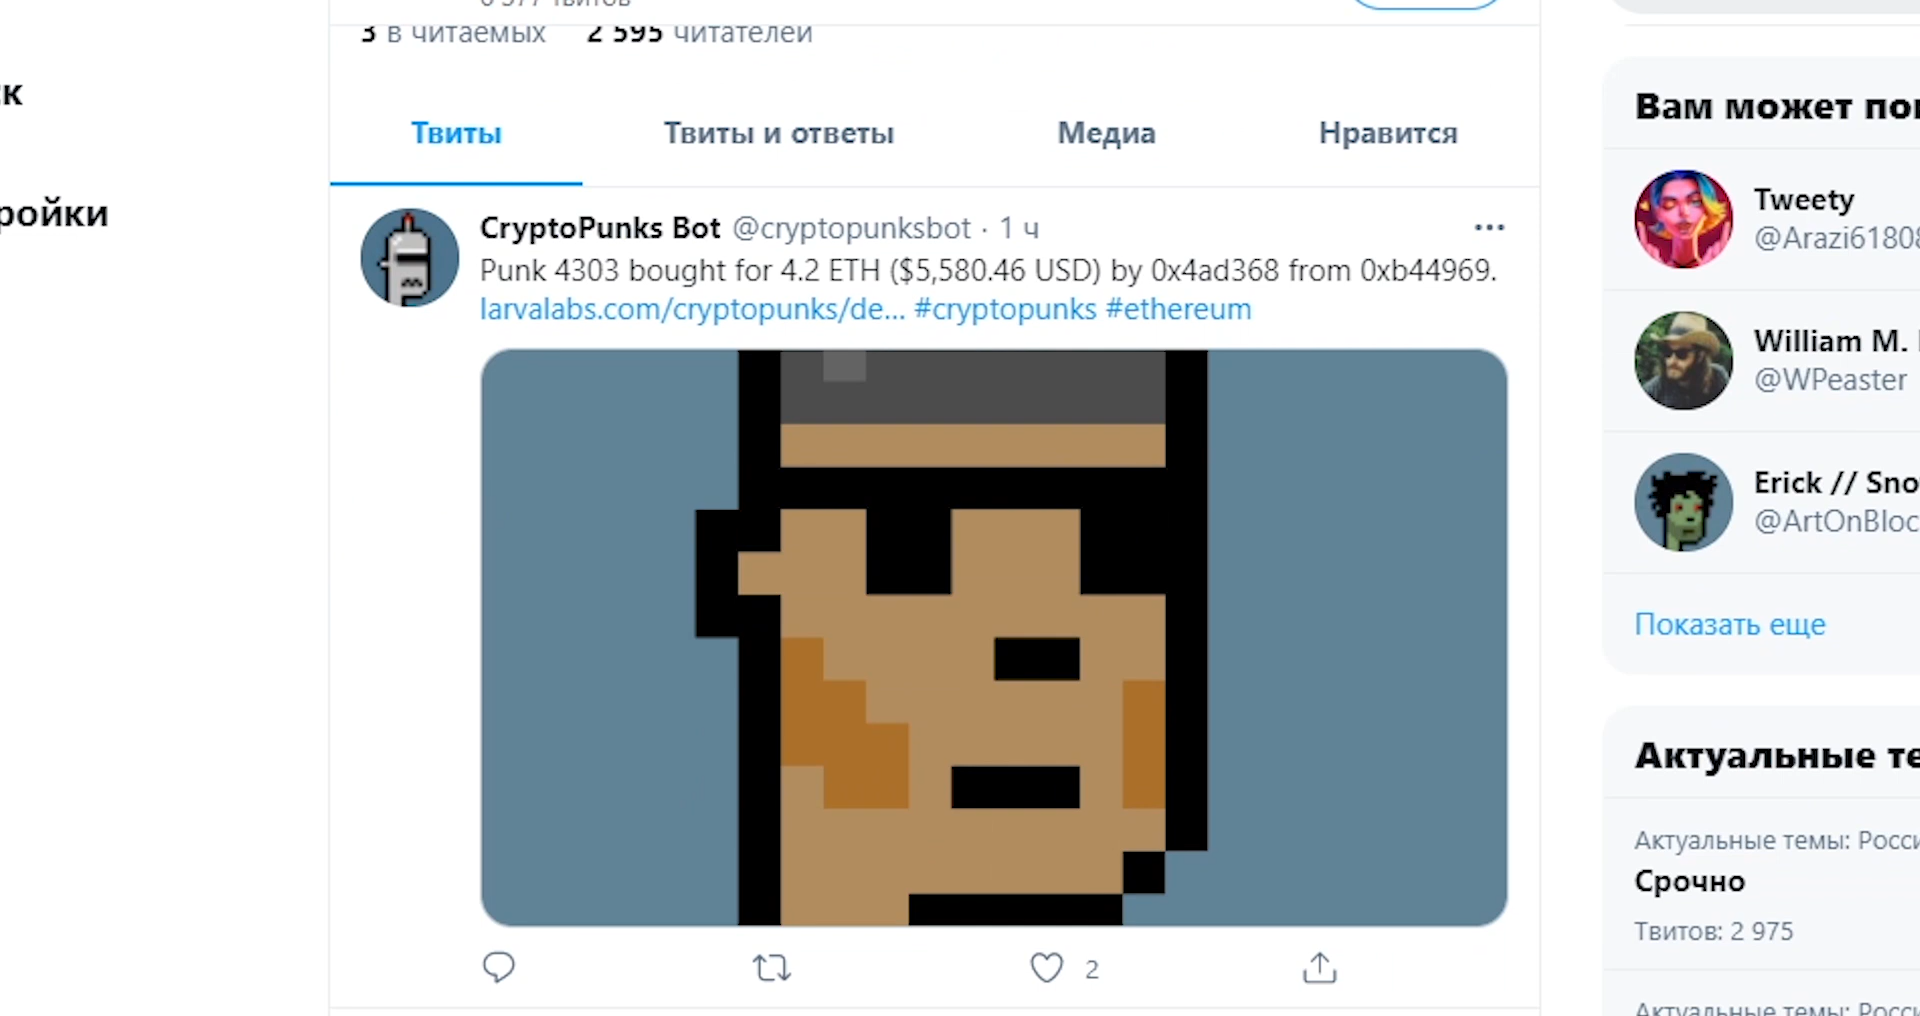 3 в читаемых 2 595 читателей
к
ройки
Твиты
Твиты и ответы
Медиа
Нравится
CryptoPunks Bot @cryptopunksbot · 1 ч
Punk 4303 bought for 4.2 ETH ($5,580.46 USD) by 0x4ad368 from 0xb44969.
larvalabs.com/cryptopunks/de... #cryptopunks #ethereum
2
Вам может по
Tweety
@Arazi6180
William M.
@WPeaster
Erick // Sno
@ArtOnBloc
Показать еще
Актуальные те
Актуальные темы: Росси
Срочно
Твитов: 2 975
Актуальные темы: Росси